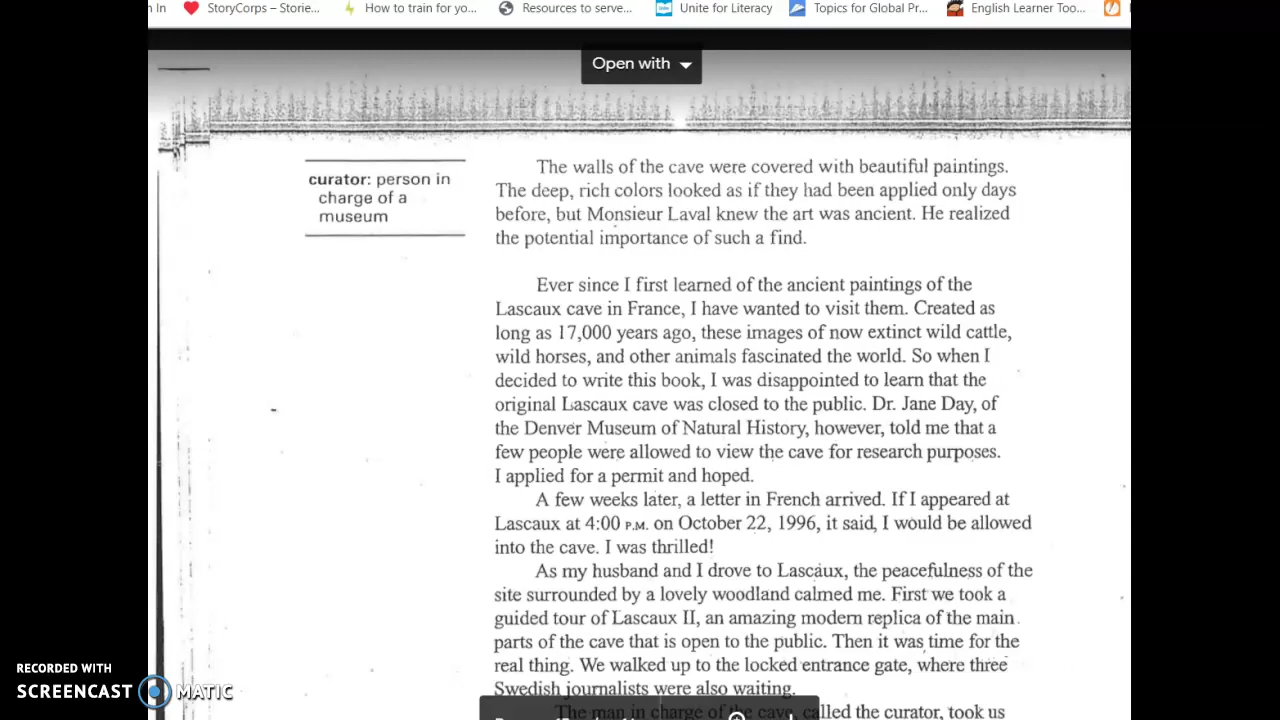 n In
StoryCorps – Storie...
How to train for yo...
Resources to serve...
Unite for Literacy
Topics for Global Pr...
English Learner Too...
Open with
curator: person in
charge of a
museum
The walls of the cave were covered with beautiful paintings.
The deep, rich colors looked as if they had been applied only days
before, but Monsieur Laval knew the art was ancient. He realized
the potential importance of such a find.
Ever since I first learned of the ancient paintings of the
Lascaux cave in France, I have wanted to visit them. Created as
long as 17,000 years ago, these images of now extinct wild cattle,
wild horses, and other animals fascinated the world. So when I
decided to write this book, I was disappointed to learn that the
original Lascaux cave was closed to the public. Dr. Jane Day, of
the Denver Museum of Natural History, however, told me that a
few people were allowed to view the cave for research purposes.
I applied for a permit and hoped.
A few weeks later, a letter in French arrived. If I appeared at
Lascaux at 4:00 P.M. on October 22, 1996, it said, I would be allowed
into the cave. I was thrilled!
As my husband and I drove to Lascaux, the peacefulness of the
site surrounded by a lovely woodland calmed me. First we took a
guided tour of Lascaux II, an amazing modern replica of the main
parts of the cave that is open to the public. Then it was time for the
real thing. We walked up to the locked entrance gate, where three
Swedish journalists were also waiting.
The man in charge of the cave, called the curator, took us
RECORDED WITH
SCREENCAST MATIC